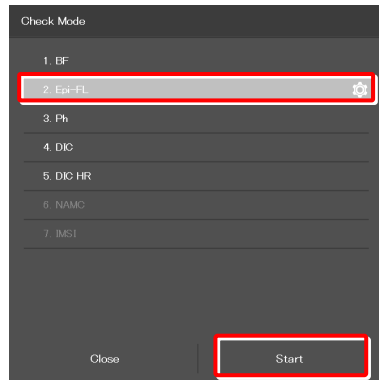 Check Mode
1. BF
2. Epi-FL
3. Ph
4. DIC
5. DIC HR
6. NAMC
7. IMSI
Close
Start